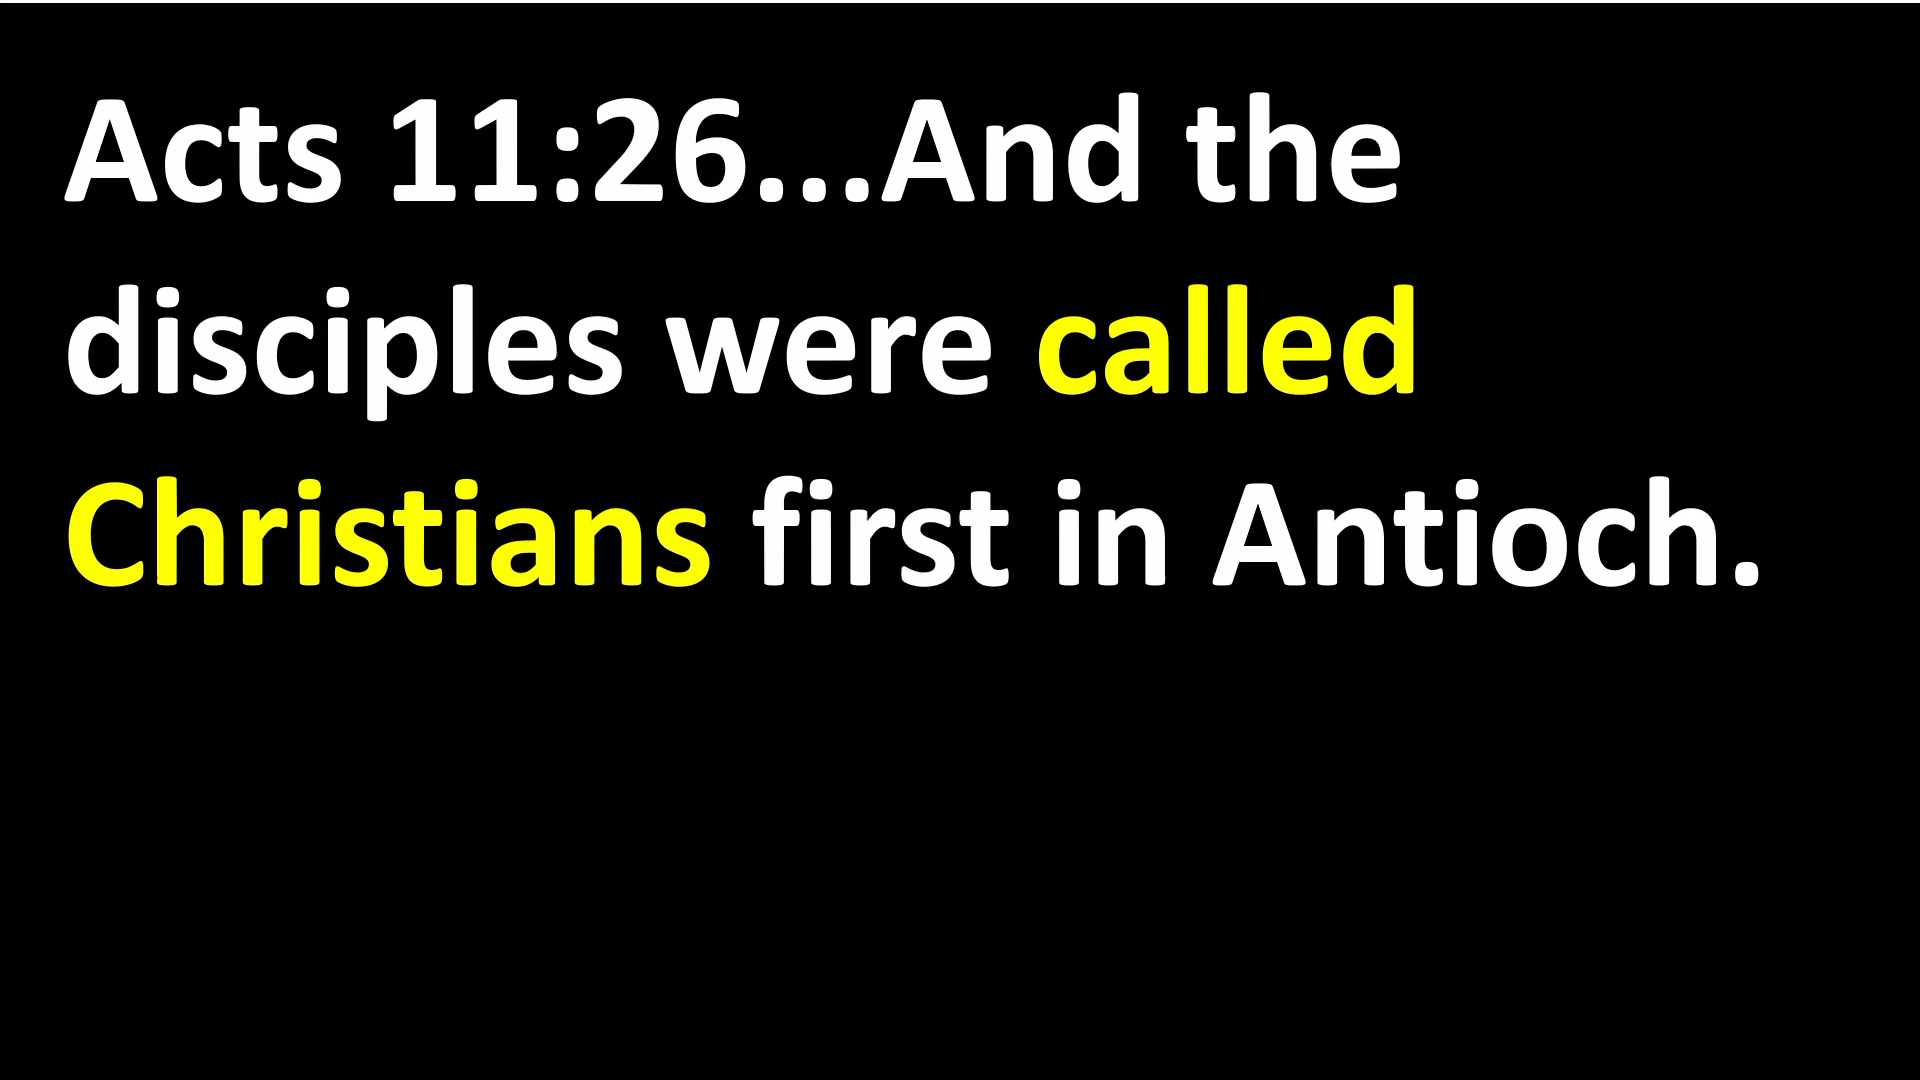 Acts 11:26...And the
disciples were called
Christians first in Antioch.